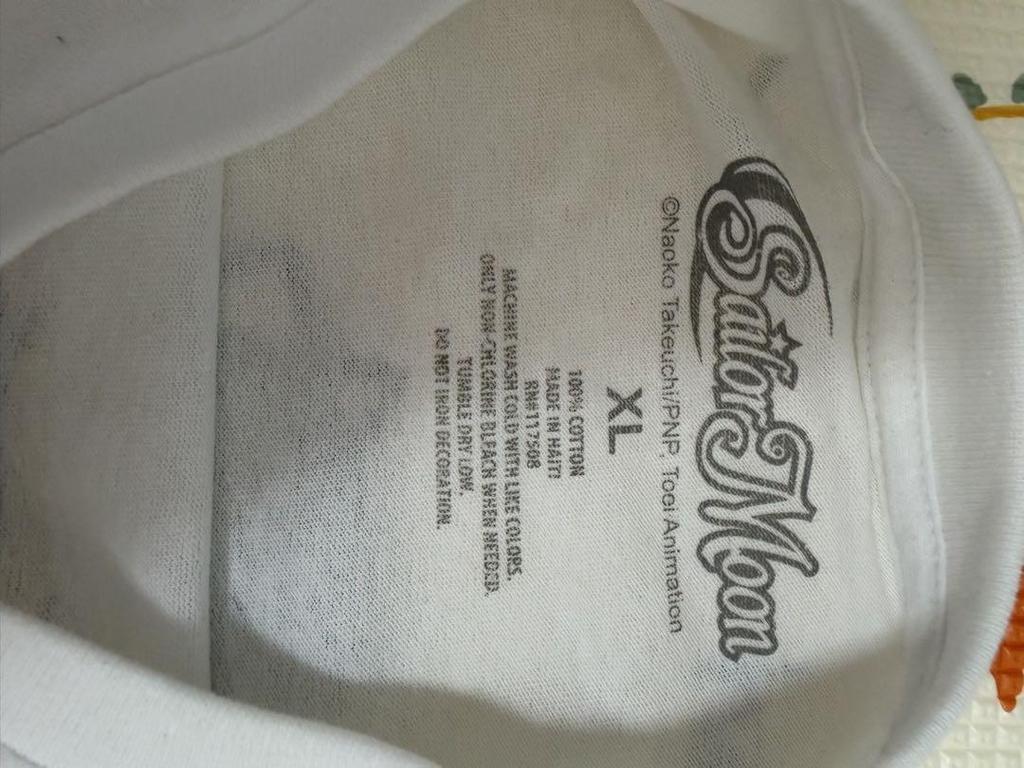 Sailor Moon
©Naoko Takeuchi/PNP, Toei Animation
XL
100% COTTON
MADE IN HAITI
RN#117508
MACHINE WASH COLD WITH LIKE COLORS.
ONLY NON-CHLORINE BLEACH WHEN NEEDED.
TUMBLE DRY LOW.
DO NOT IRON DECORATION.